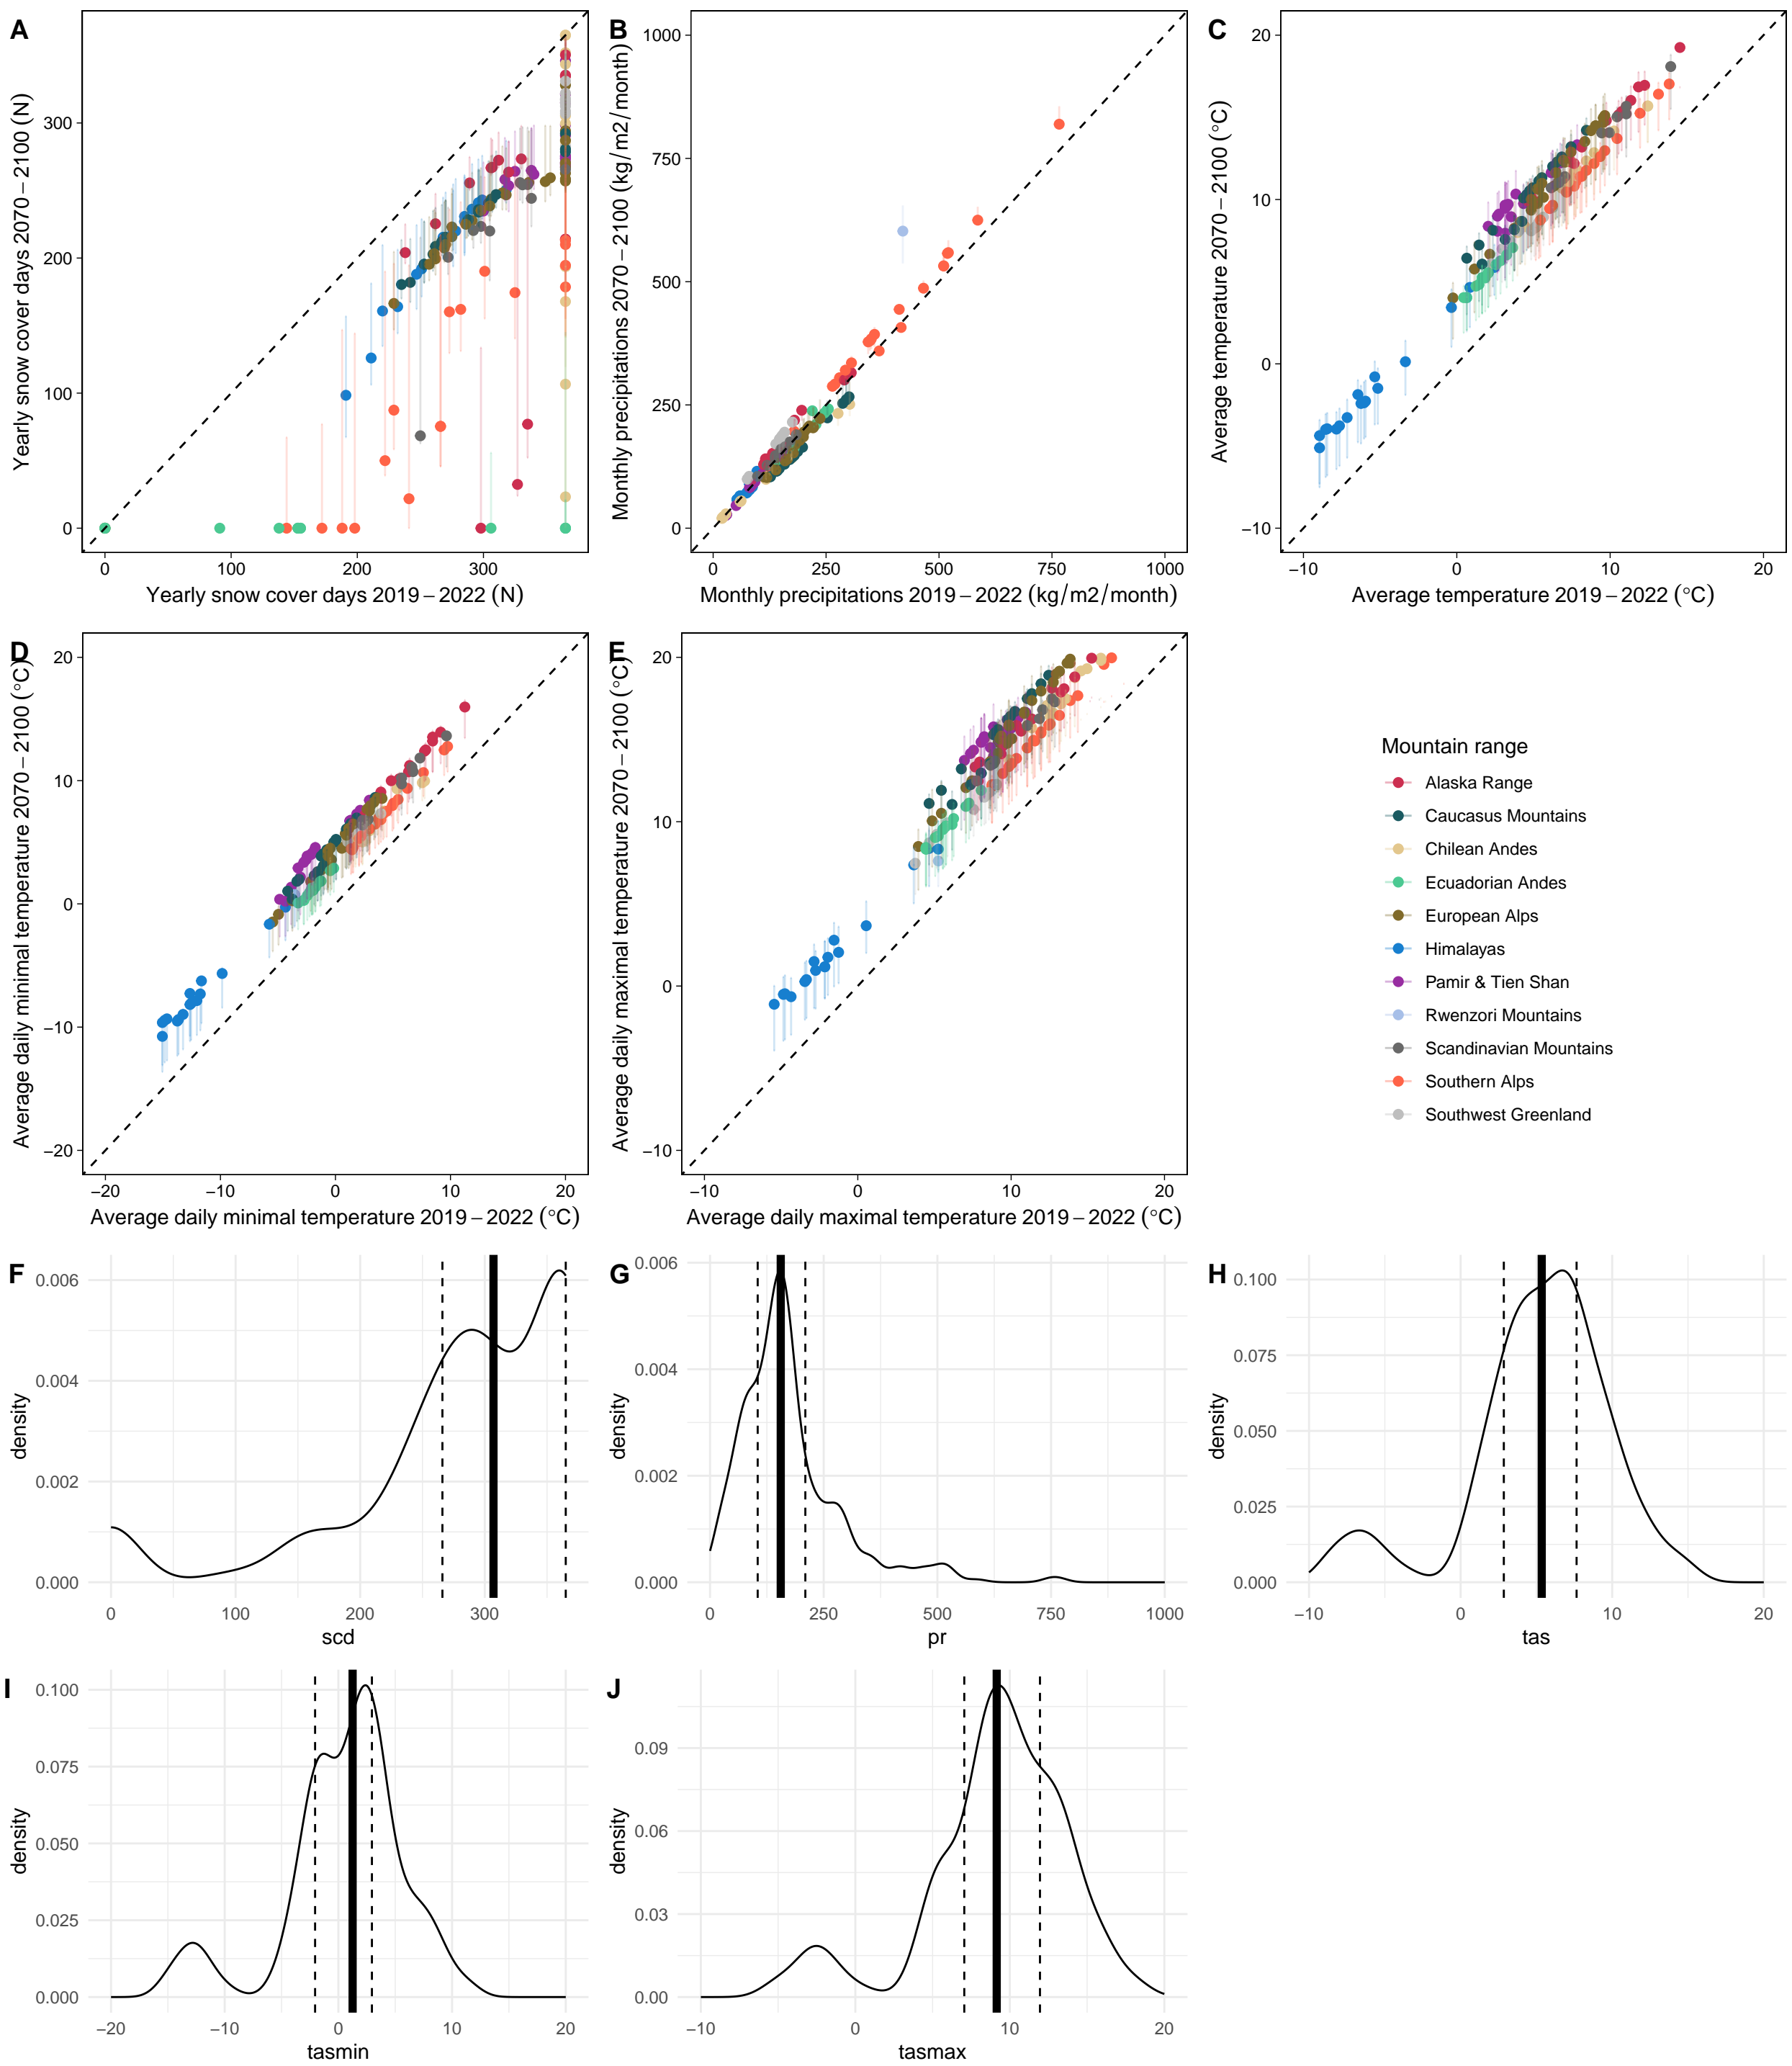 A
Yearly snow cover days 2070 – 2100 (N)
300
200
100
0
0 100 200 300
Yearly snow cover days 2019 – 2022 (N)
B
Monthly precipitations 2070 – 2100 (kg/m2/month)
1000
750
500
250
0
0 250 500 750 1000
Monthly precipitations 2019 – 2022 (kg/m2/month)
C
Average temperature 2070 – 2100 (°C)
20
10
0
−10
−10 0 10 20
Average temperature 2019 – 2022 (°C)
D
Average daily minimal temperature 2070 – 2100 (°C)
20
10
0
−10
−20
−20 −10 0 10 20
Average daily minimal temperature 2019 – 2022 (°C)
E
Average daily maximal temperature 2070 – 2100 (°C)
20
10
0
−10
−10 0 10 20
Average daily maximal temperature 2019 – 2022 (°C)
Mountain range
Alaska Range
Caucasus Mountains
Chilean Andes
Ecuadorian Andes
European Alps
Himalayas
Pamir & Tien Shan
Rwenzori Mountains
Scandinavian Mountains
Southern Alps
Southwest Greenland
F
density
0.006
0.004
0.002
0.000
0 100 200 300
scd
G
density
0.006
0.004
0.002
0.000
0 250 500 750 1000
pr
H
density
0.100
0.075
0.050
0.025
0.000
−10 0 10 20
tas
I
density
0.100
0.075
0.050
0.025
0.000
−20 −10 0 10 20
tasmin
J
density
0.09
0.06
0.03
0.00
−10 0 10 20
tasmax